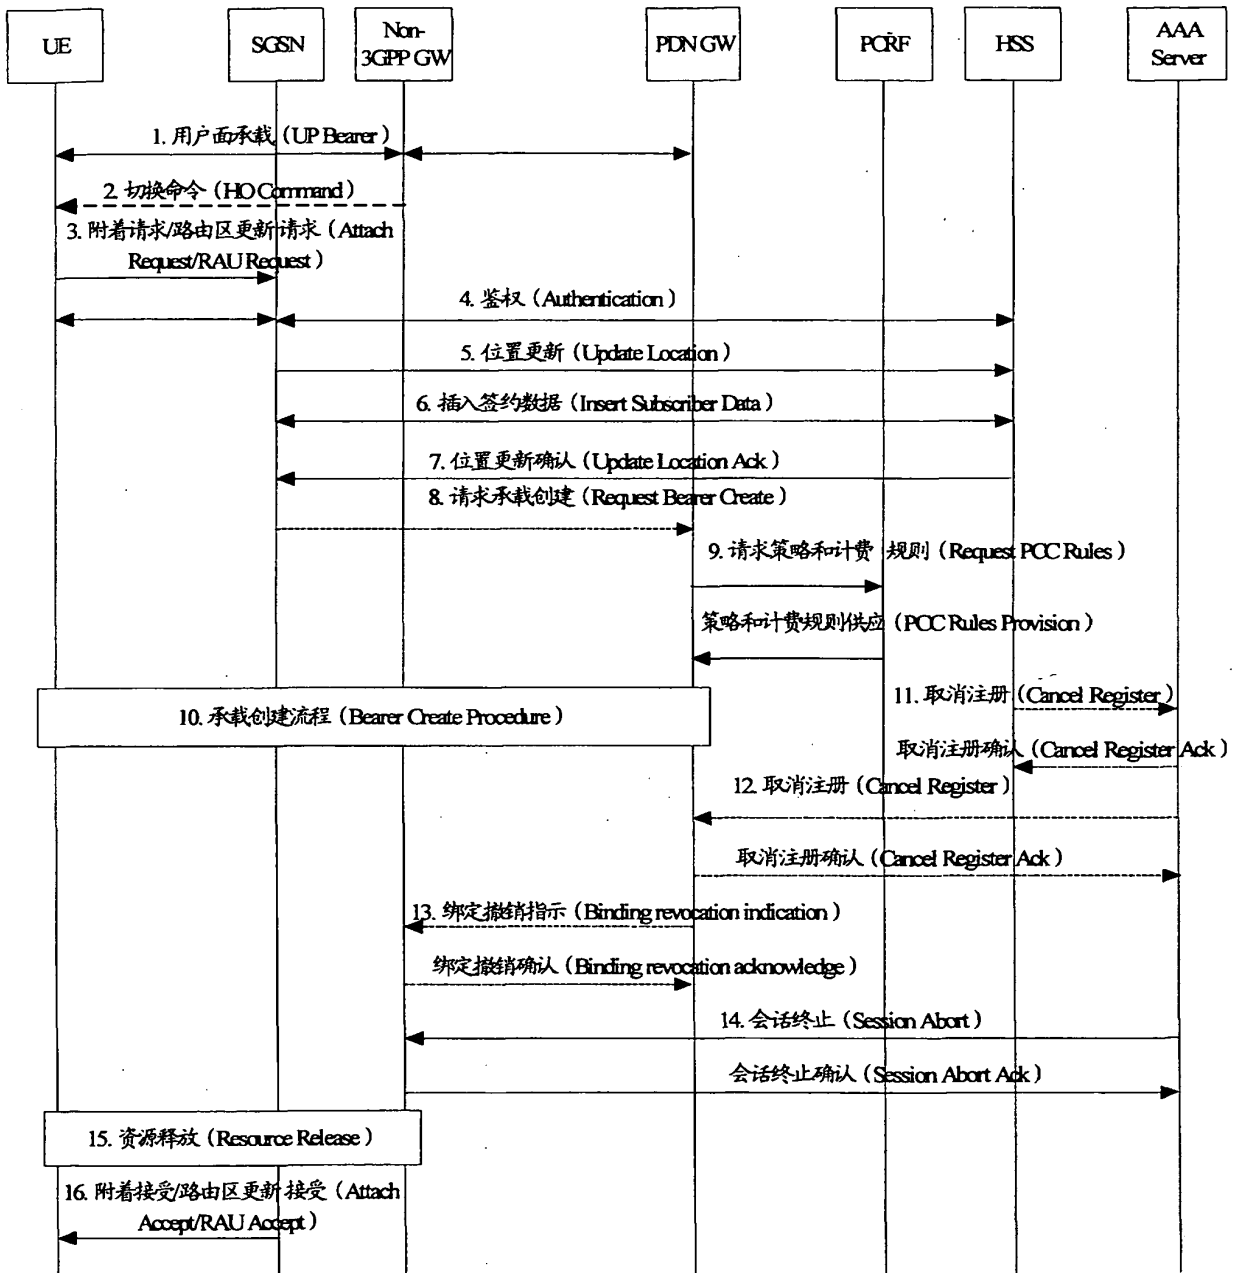 UE
SGSN
Non-
3GPP GW
PDN GW
PCRF
HSS
AAA
Server
1. 用户面承载（UP Bearer）
2. 切换命令（HO Command）
3. 附着请求/路由区更新请求（Attach
Request/RAU Request）
4. 鉴权（Authentication）
5. 位置更新（Update Location）
6. 插入签约数据（Insert Subscriber Data）
7. 位置更新确认（Update Location Ack）
8. 请求承载创建（Request Bearer Create）
9. 请求策略和计费 规则（Request PCC Rules）
策略和计费规则供应（PCC Rules Provision）
10. 承载创建流程（Bearer Create Procedure）
11. 取消注册（Cancel Register）
取消注册确认（Cancel Register Ack）
12. 取消注册（Cancel Register）
取消注册确认（Cancel Register Ack）
13. 绑定撤销指示（Binding revocation indication）
绑定撤销确认（Binding revocation acknowledge）
14. 会话终止（Session Abort）
会话终止确认（Session Abort Ack）
15. 资源释放（Resource Release）
16. 附着接受/路由区更新 接受（Attach
Accept/RAU Accept）